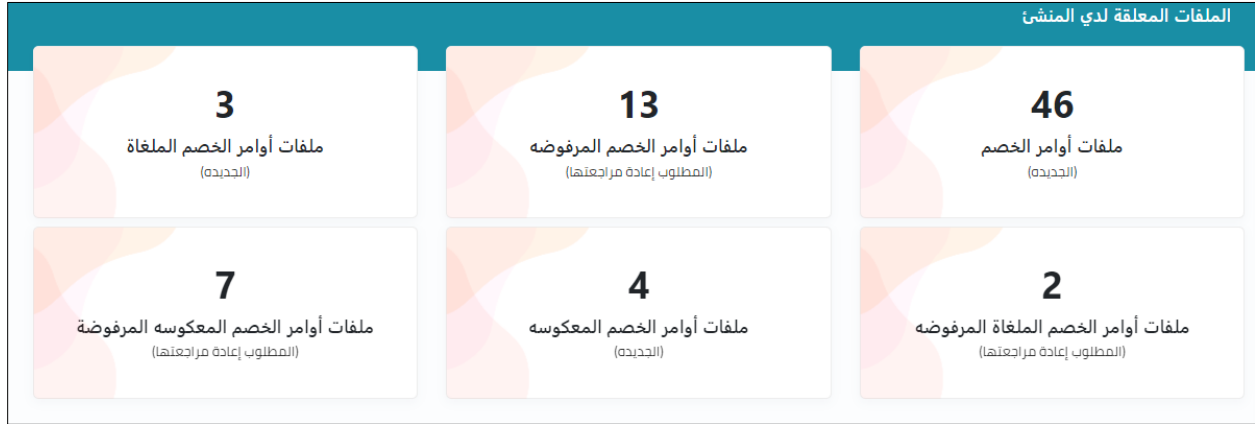 الملفات المعلقة لدي المنشئ
46
ملفات أوامر الخصم
(الجديده)
13
ملفات أوامر الخصم المرفوضه
(المطلوب إعادة مراجعتها)
3
ملفات أوامر الخصم الملغاة
(الجديده)
2
ملفات أوامر الخصم الملغاة المرفوضه
(المطلوب إعادة مراجعتها)
4
ملفات أوامر الخصم المعكوسه
(الجديده)
7
ملفات أوامر الخصم المعكوسه المرفوضة
(المطلوب إعادة مراجعتها)